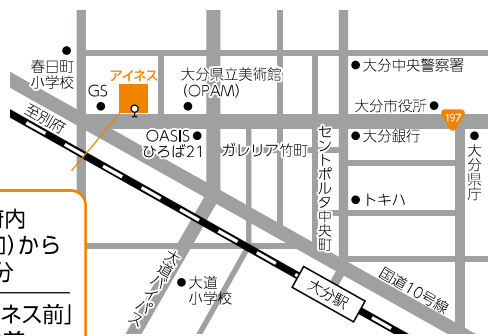 春日町
小学校
アイネス
GS
大分県立美術館
(OPAM)
大分中央警察署
大分市役所
197
至別府
OASIS
ひろば21
ガレリア竹町
セントポルタ中央町
大分銀行
大分県庁
トキハ
大道バイパス
大道
小学校
大分駅
国道10号線
から
分
ネス前」